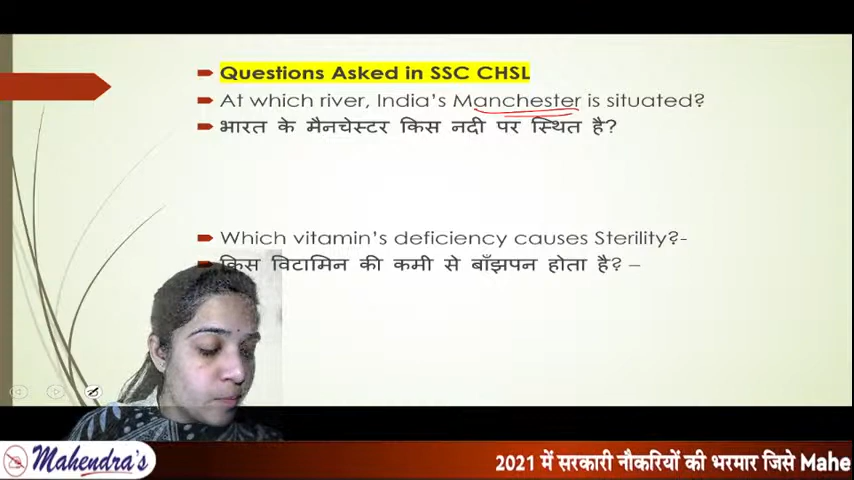 Questions Asked in SSC CHSL
At which river, India's Manchester is situated?
भारत के मैनचेस्टर किस नदी पर स्थित है?
Which vitamin's deficiency causes Sterility?-
किस विटामिन की कमी से बाँझपन होता है? –
Mahendra's
2021 में सरकारी नौकरियों की भरमार जिसे Mahe